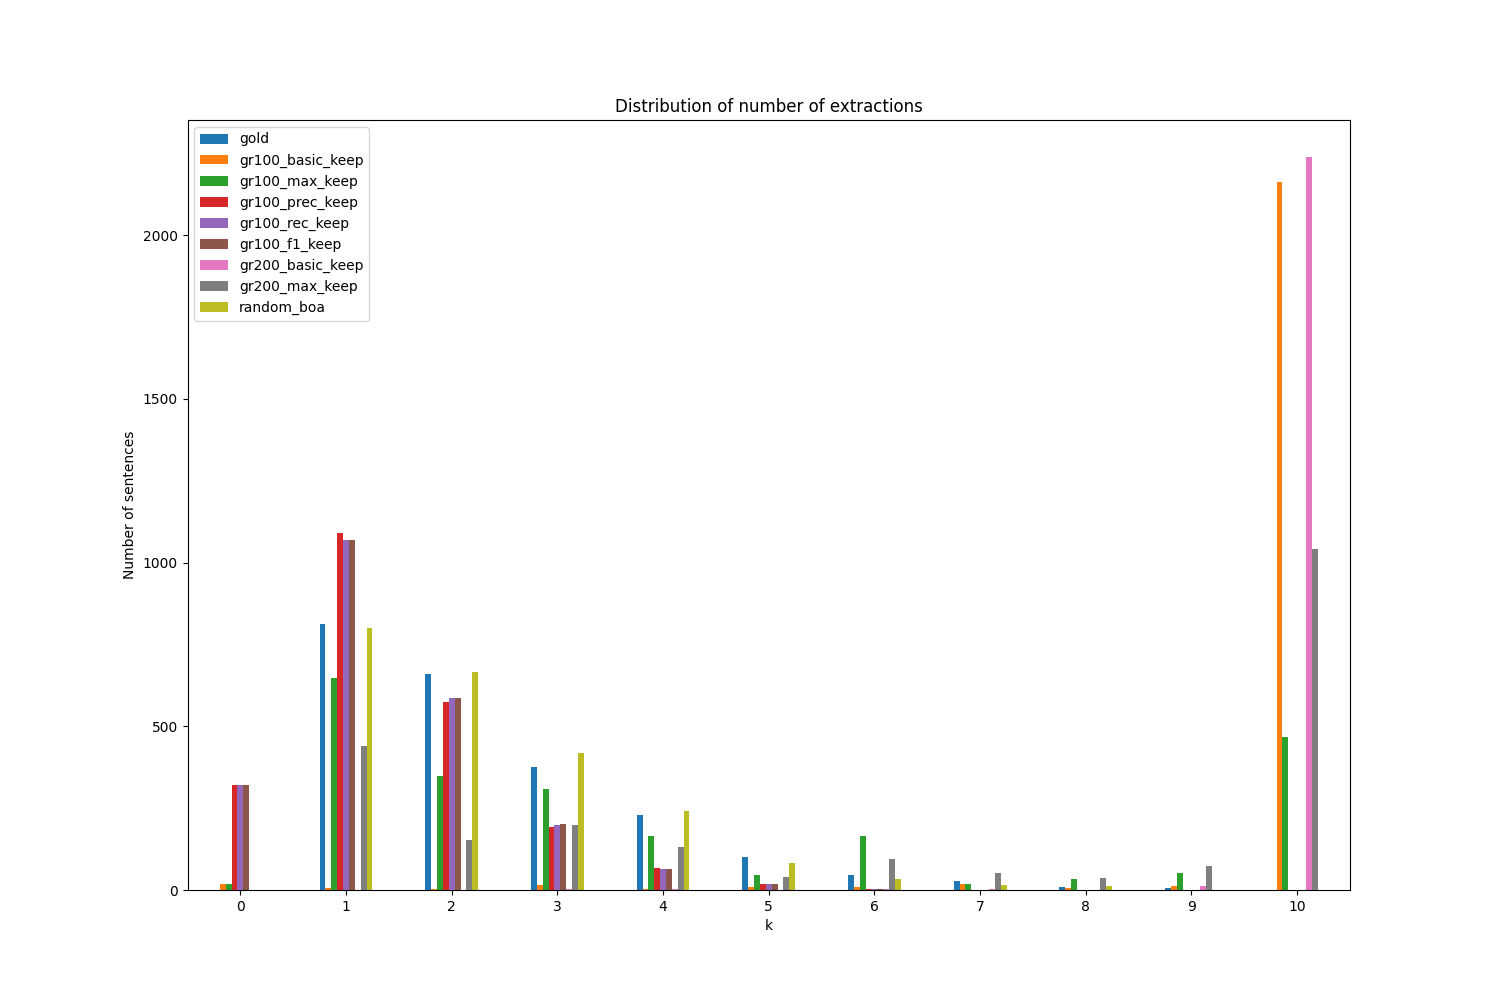 Distribution of number of extractions
gold
gr100_basic_keep
gr100_max_keep
gr100_prec_keep
gr100_rec_keep
gr100_f1_keep
gr200_basic_keep
gr200_max_keep
random_boa
2000
1500
1000
500
0
Number of sentences
0 1 2 3 4 5 6 7 8 9 10
k